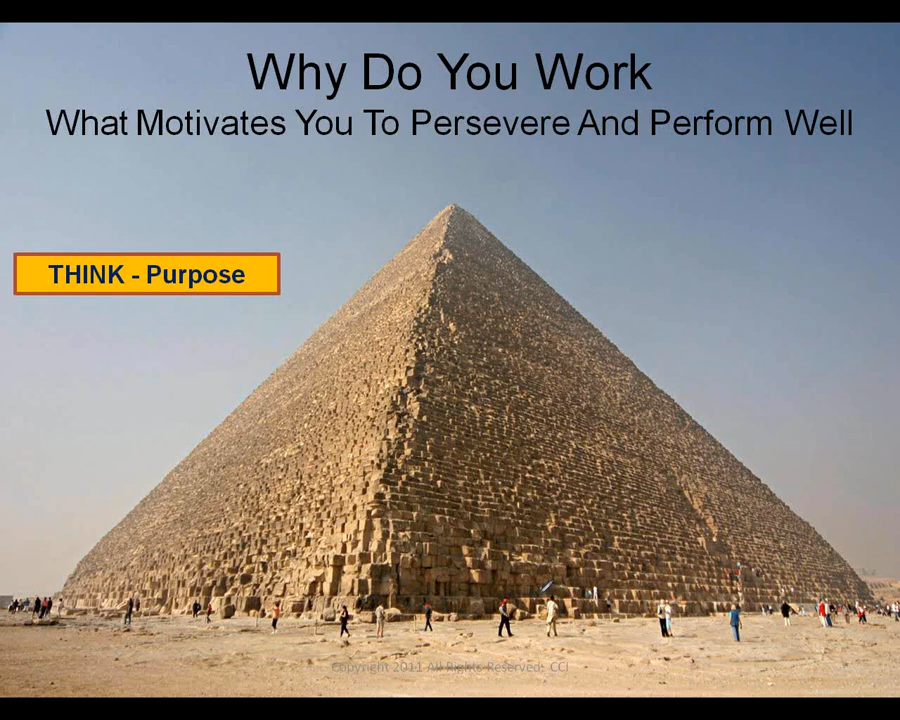 Why Do You Work
What Motivates You To Persevere And Perform Well
THINK - Purpose
Copyright 2011 All Rights Reserved; CCI